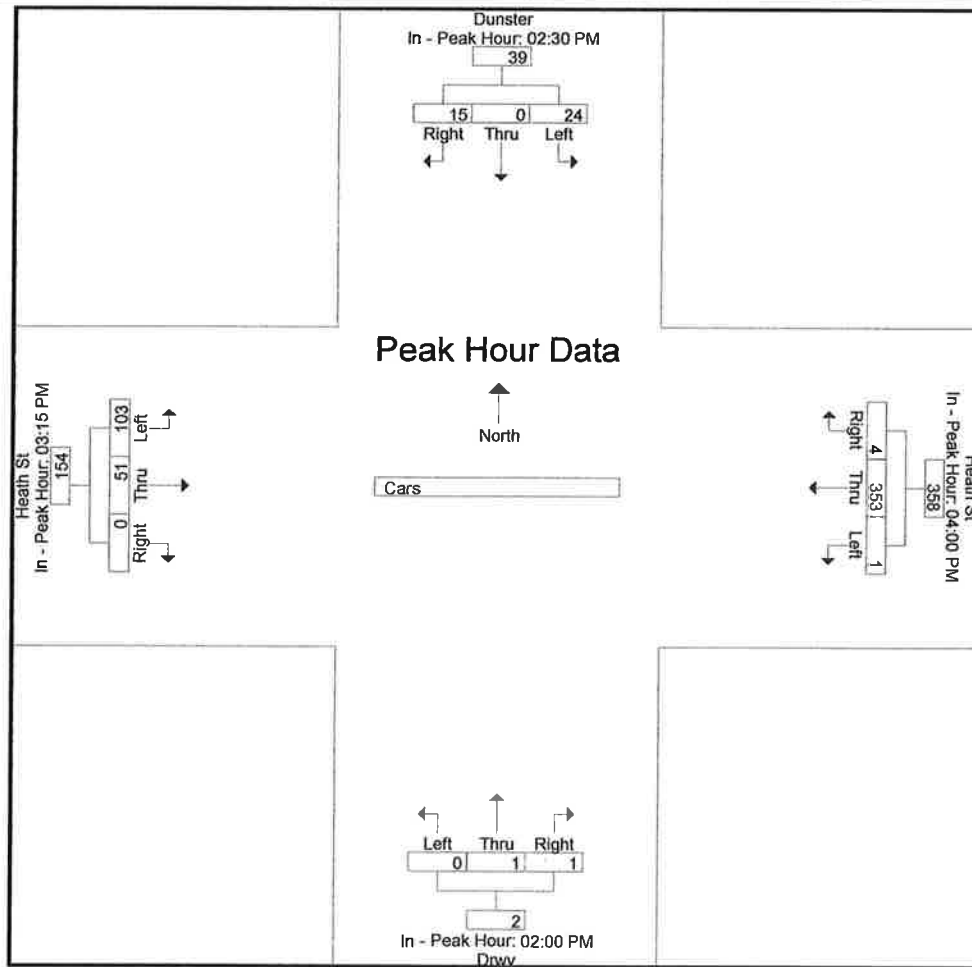 Dunster
In - Peak Hour: 02:30 PM
39
15 0 24
Right Thru Left
Peak Hour Data
North
Cars
Heath St
In - Peak Hour: 03:15 PM
154
103 51 0
Left Thru Right
Heath St
In - Peak Hour: 04:00 PM
358
4 353 1
Right Thru Left
Left Thru Right
0 1 1
2
In - Peak Hour: 02:00 PM
Drwy